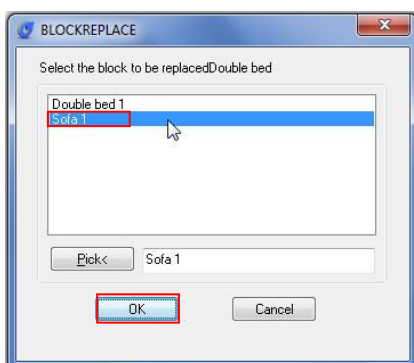 BLOCKREPLACE
Select the block to be replacedDouble bed
Double bed 1
Sofa 1
Pick< Sofa 1
OK Cancel